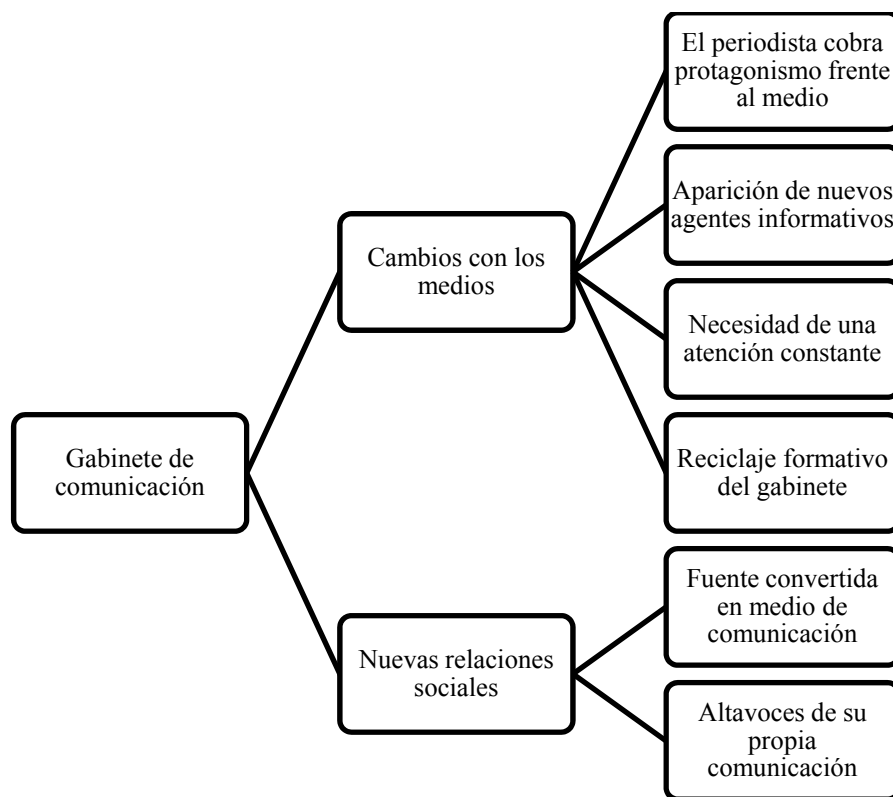 El periodista cobra
protagonismo frente
al medio
Aparición de nuevos
agentes informativos
Cambios con los
medios
Necesidad de una
atención constante
Gabinete de
comunicación
Reciclaje formativo
del gabinete
Fuente convertida
en medio de
comunicación
Nuevas relaciones
sociales
Altavoces de su
propia
comunicación